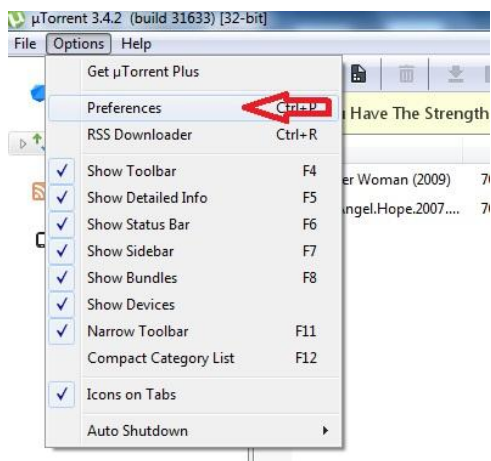 µTorrent 3.4.2 (build 31633) [32-bit]
File Options Help
Get µTorrent Plus
Preferences
RSS Downloader Ctrl+R
Show Toolbar F4
Show Detailed Info F5
Show Status Bar F6
Show Sidebar F7
Show Bundles F8
Show Devices
Narrow Toolbar F11
Compact Category List F12
Icons on Tabs
Auto Shutdown
Have The Strength
er Woman (2009)
Angel.Hope.2007....